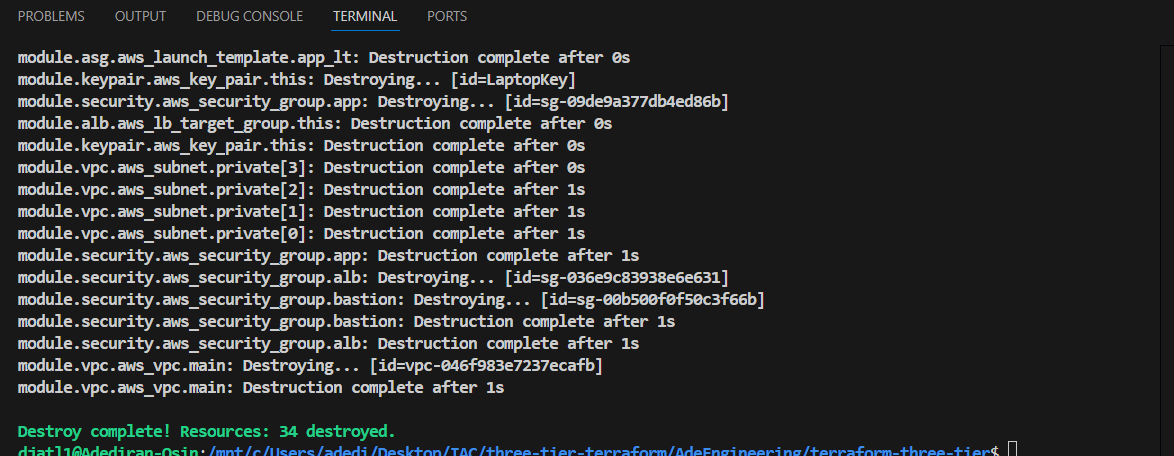 PROBLEMS OUTPUT DEBUG CONSOLE TERMINAL PORTS
module.asg.aws_launch_template.app_lt: Destruction complete after 0s
module.keypair.aws_key_pair.this: Destroying... [id=LaptopKey]
module.security.aws_security_group.app: Destroying... [id=sg-09de9a377db4ed86b]
module.alb.aws_lb_target_group.this: Destruction complete after 0s
module.keypair.aws_key_pair.this: Destruction complete after 0s
module.vpc.aws_subnet.private[3]: Destruction complete after 0s
module.vpc.aws_subnet.private[2]: Destruction complete after 1s
module.vpc.aws_subnet.private[1]: Destruction complete after 1s
module.vpc.aws_subnet.private[0]: Destruction complete after 1s
module.security.aws_security_group.app: Destruction complete after 1s
module.security.aws_security_group.alb: Destroying... [id=sg-036e9c83938e6e631]
module.security.aws_security_group.bastion: Destroying... [id=sg-00b500f0f50c3f66b]
module.security.aws_security_group.bastion: Destruction complete after 1s
module.security.aws_security_group.alb: Destruction complete after 1s
module.vpc.aws_vpc.main: Destroying... [id=vpc-046f983e7237ecafb]
module.vpc.aws_vpc.main: Destruction complete after 1s
Destroy complete! Resources: 34 destroyed.
djatl1@Adediran-Osin:/mnt/c/Users/adedi/Desktop/IAC/three-tier-terraform/AdeEngineering/terraform-three-tier$